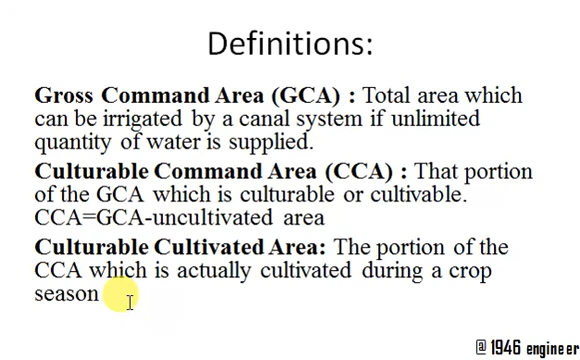 Definitions:
Gross Command Area (GCA) : Total area which
can be irrigated by a canal system if unlimited
quantity of water is supplied.
Culturable Command Area (CCA) : That portion
of the GCA which is culturable or cultivable.
CCA=GCA-uncultivated area
Culturable Cultivated Area: The portion of the
CCA which is actually cultivated during a crop
season
@ 1946 engineer